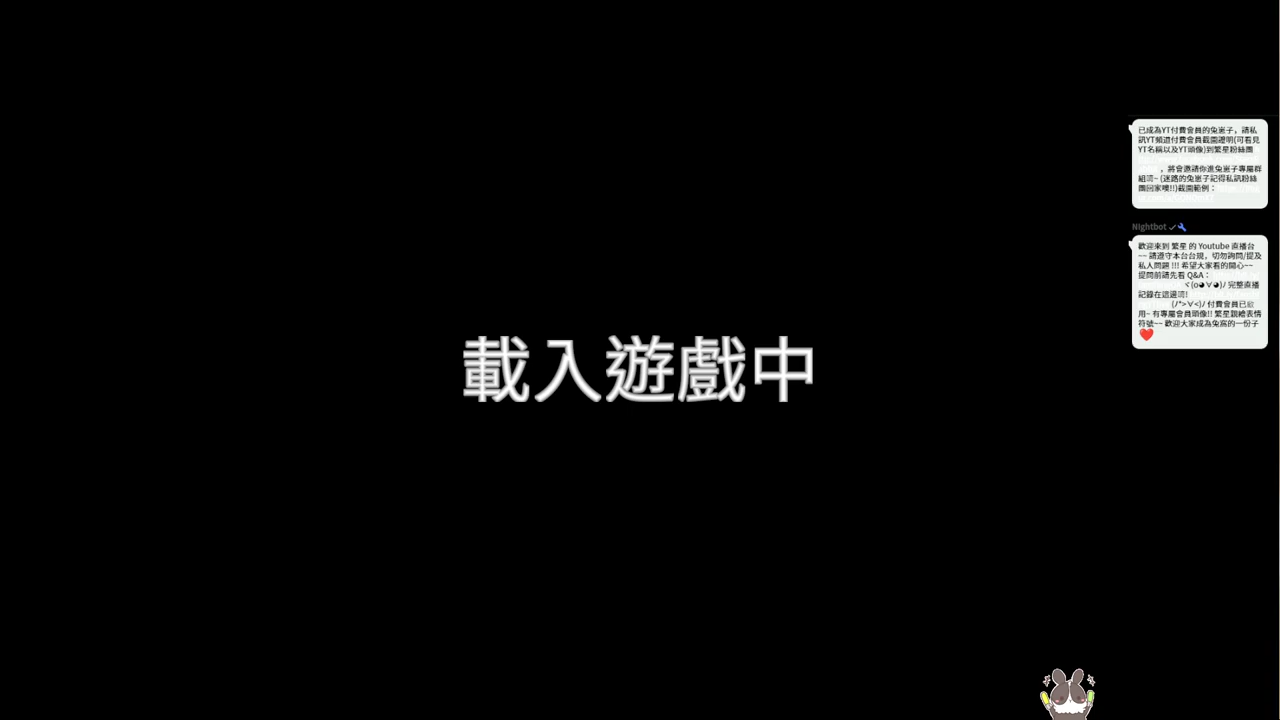 已成為YT付費會員的兔崽子，請私
訊YT頻道付費會員截圖證明(可看見
YT名稱以及YT頭像)到繁星粉絲團
，將會邀請你進兔崽子專屬群
組~ (迷路的兔崽子記得私訊粉絲
團回家噢!!)截圖範例：
Nightbot
歡迎來到 繁星 的 Youtube 直播台
~~ 請遵守本台台規，切勿詢問/提及
私人問題 !!! 希望大家看的開心~~
提問前請先看 Q&A：
ヾ(o◕∀◕)ﾉ 完整直播
記錄在這邊!
(ﾉ*>∀<)ﾉ 付費會員已啟
用~ 有專屬會員頭像!! 繁星親繪表情
符號~~ 歡迎大家成為兔窩的一份子
❤️
載入遊戲中